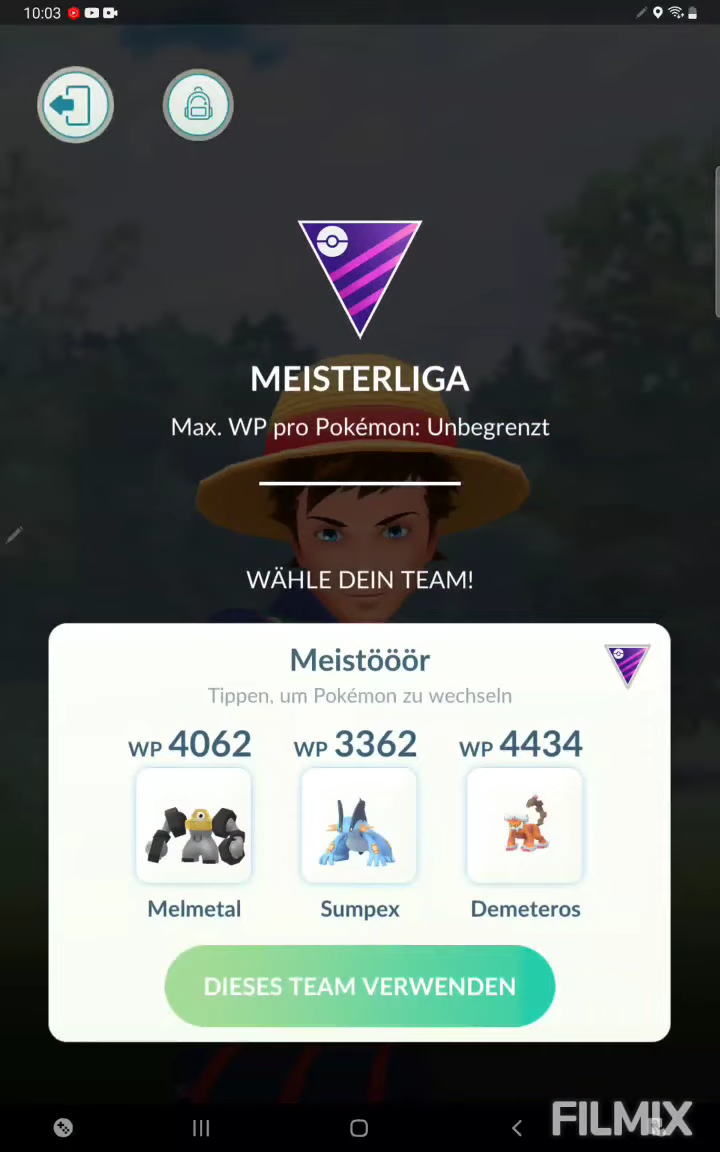 10:03
MEISTERLIGA
Max. WP pro Pokémon: Unbegrenzt
WÄHLE DEIN TEAM!
Meistööör
Tippen, um Pokémon zu wechseln
WP 4062 WP 3362 WP 4434
Melmetal Sumpex Demeteros
DIESES TEAM VERWENDEN
FILMIX